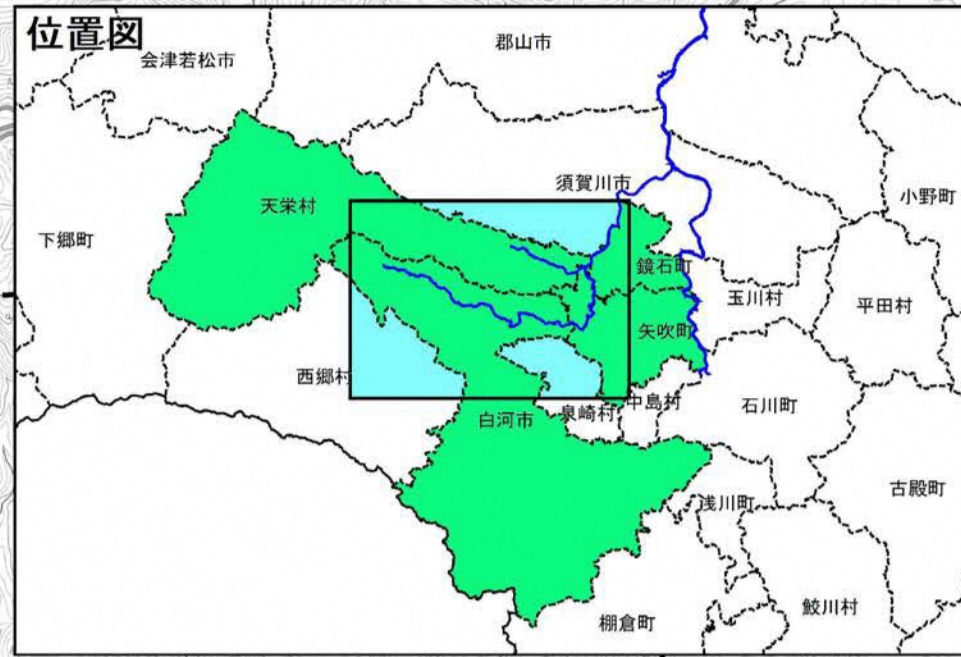 位置図
会津若松市
郡山市
須賀川市
小野町
天栄村
下郷町
鏡石町
玉川村
平田村
矢吹町
西郷村
中島村
石川町
泉崎村
白河市
古殿町
浅川町
鮫川村
棚倉町